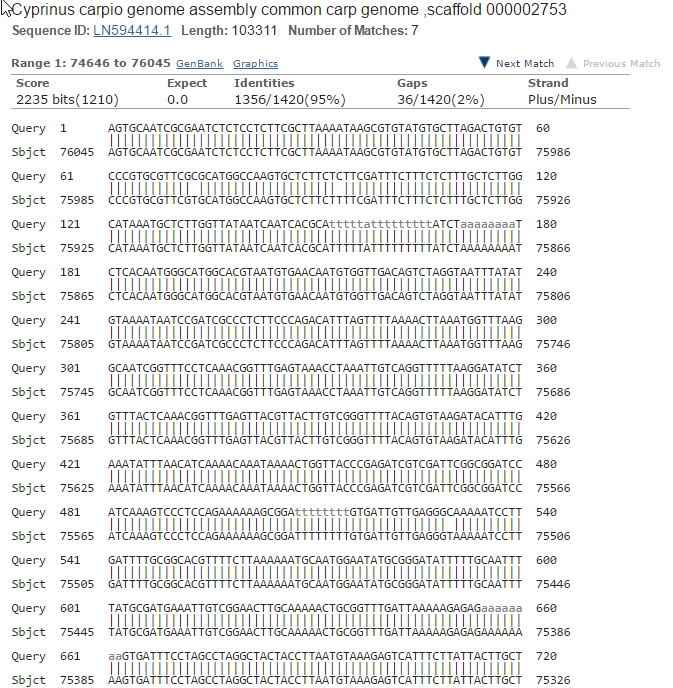 Cyprinus carpio genome assembly common carp genome ,scaffold 000002753
Sequence ID: LN594414.1 Length: 103311 Number of Matches: 7
Range 1: 74646 to 76045 GenBank Graphics Next Match Previous Match
Score Expect Identities Gaps Strand
2235 bits(1210) 0.0 1356/1420(95%) 36/1420(2%) Plus/Minus
Query 1 AGTGCAATCGCGAATCTCTCCTCTTCGCTTAAAATAAGCGTGTATGTGCTTAGACTGTGT 60
Sbjct 76045 AGTGCAATCGCGAATCTCTCCTCTTCGCTTAAAATAAGCGTGTATGTGCTTAGACTGTGT 75986
Query 61 CCCGTGCGTTCGCGCATGGCCAAGTGCTCTTCTCTTCGATTTCTTTCTCTTTGCTCTTGG 120
Sbjct 75985 CCCGTGCGTTCGTGCATGGCCAAGTGCTCTTCTTTTCGATTTCTTTCTCTTTGCTCTTGG 75926
Query 121 CATAAATGCTCTTGGTTATAATCAATCACGCAtttttattttttttttATCTaaaaaaaaT 180
Sbjct 75925 CATAAATGCTCTTGGTTATAATCAATCACGCATTTTTATTTTTTTTTATCTAAAAAAAAT 75866
Query 181 CTCACAATGGGCATGGCACGTAATGTGAACAATGTGGTTGACAGTCTAGGTAATTTATAT 240
Sbjct 75865 CTCACAATGGGCATGGCACGTAATGTGAACAATGTGGTTGACAGTCTAGGTAATTTATAT 75806
Query 241 GTAAAATAATCCGATCGCCCTCTTCCCAGACATTTAGTTTTAAAACTTAAATGGTTTAAG 300
Sbjct 75805 GTAAAATAATCCGATCGCCCTCTTCCCAGACATTTAGTTTTAAAACTTAAATGGTTTAAG 75746
Query 301 GCAATCGGTTTCCTCAAACGGTTTGAGTAAACCTAAATTGTCAGGTTTTTAAGGATATCT 360
Sbjct 75745 GCAATCGGTTTCCTCAAACGGTTTGAGTAAACCTAAATTGTCAGGTTTTTAAGGATATCT 75686
Query 361 GTTTACTCAAACGGTTTGAGTTACGTTACTTGTCGGGTTTTACAGTGTAAGATACATTTG 420
Sbjct 75685 GTTTACTCAAACGGTTTGAGTTACGTTACTTGTCGGGTTTTACAGTGTAAGATACATTTG 75626
Query 421 AAATATTTAACATCAAAACAAATAAAACTGGTTACCCGAGATCGTCGATTCGGCGGATCC 480
Sbjct 75625 AAATATTTAACATCAAAACAAATAAAACTGGTTACCCGAGATCGTCGATTCGGCGGATCC 75566
Query 481 ATCAAAGTCCCTCCAGAAAAAAGCGGAttttttttGTGATTGTTGAGGGCAAAAATCCTT 540
Sbjct 75565 ATCAAAGTCCCTCCAGAAAAAAGCGGATTTTTTTTGTGATTGTTGAGGGTAAAAATCCTT 75506
Query 541 GATTTTGCGGCACGTTTTCTTAAAAAATGCAATGGAATATGCGGGATATTTTTGCAATTT 600
Sbjct 75505 GATTTTGCGGCACGTTTTCTTAAAAAATGCAATGGAATATGCGGGATATTTTTGCAATTT 75446
Query 601 TATGCGATGAAATTGTCGGAACTTGCAAAAACTGCGGTTTGATTAAAAAGAGAGaaaaaa 660
Sbjct 75445 TATGCGATGAAATTGTCGGAACTTGCAAAAACTGCGGTTTGATTAAAAAGAGAGAAAAAA 75386
Query 661 aaGTGATTTCCTAGCCTAGGCTACTACCTTAATGTAAAGAGTCATTTCTTATTACTTGCT 720
Sbjct 75385 AAGTGATTTCCTAGCCTAGGCTACTACCTTAATGTAAAGAGTCATTTCTTATTACTTGCT 75326